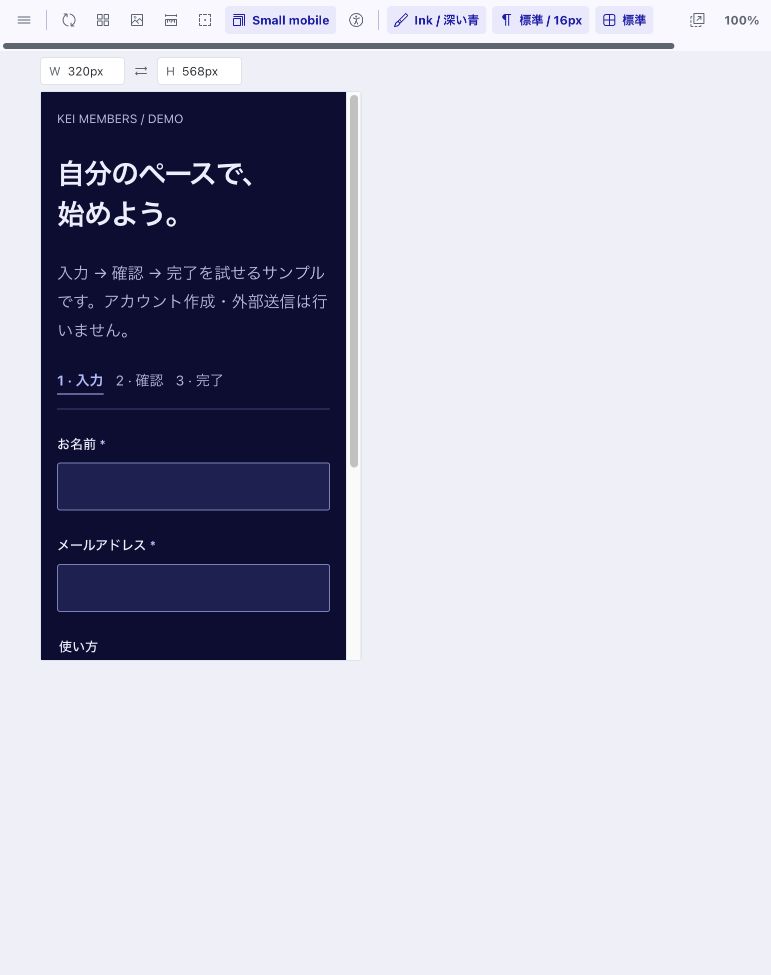 Small mobile
Ink / 深い青
標準 / 16px
標準
100%
W 320px
H 568px
KEI MEMBERS / DEMO
自分のペースで、
始めよう。
入力 → 確認 → 完了を試せるサンプル
です。アカウント作成・外部送信は行
いません。
1 · 入力 2 · 確認 3 · 完了
お名前 *
メールアドレス *
使い方